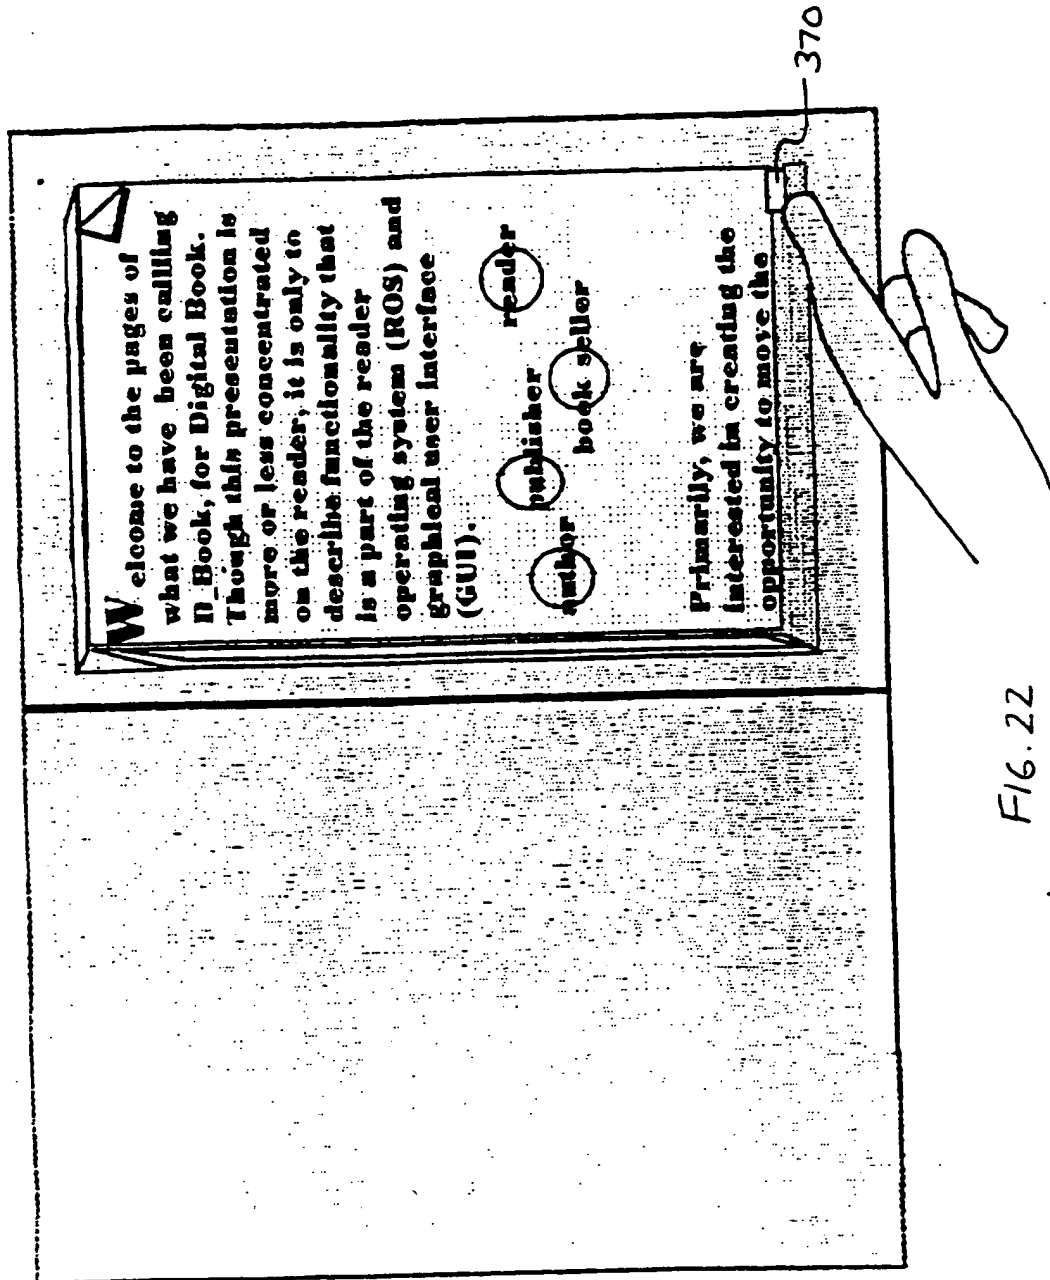 Welcome to the pages of
what we have been callling
D_Book, for Digital Book.
Though this presentation is
more or less concentrated
on the reader, it is only to
describe functionality that
is a part of the reader
operating system (ROS) and
graphical user interface
(GUI).
reader
publisher
book seller
author
Primarily, we are
interested in creating the
opportunity to move the
370
FIG. 22